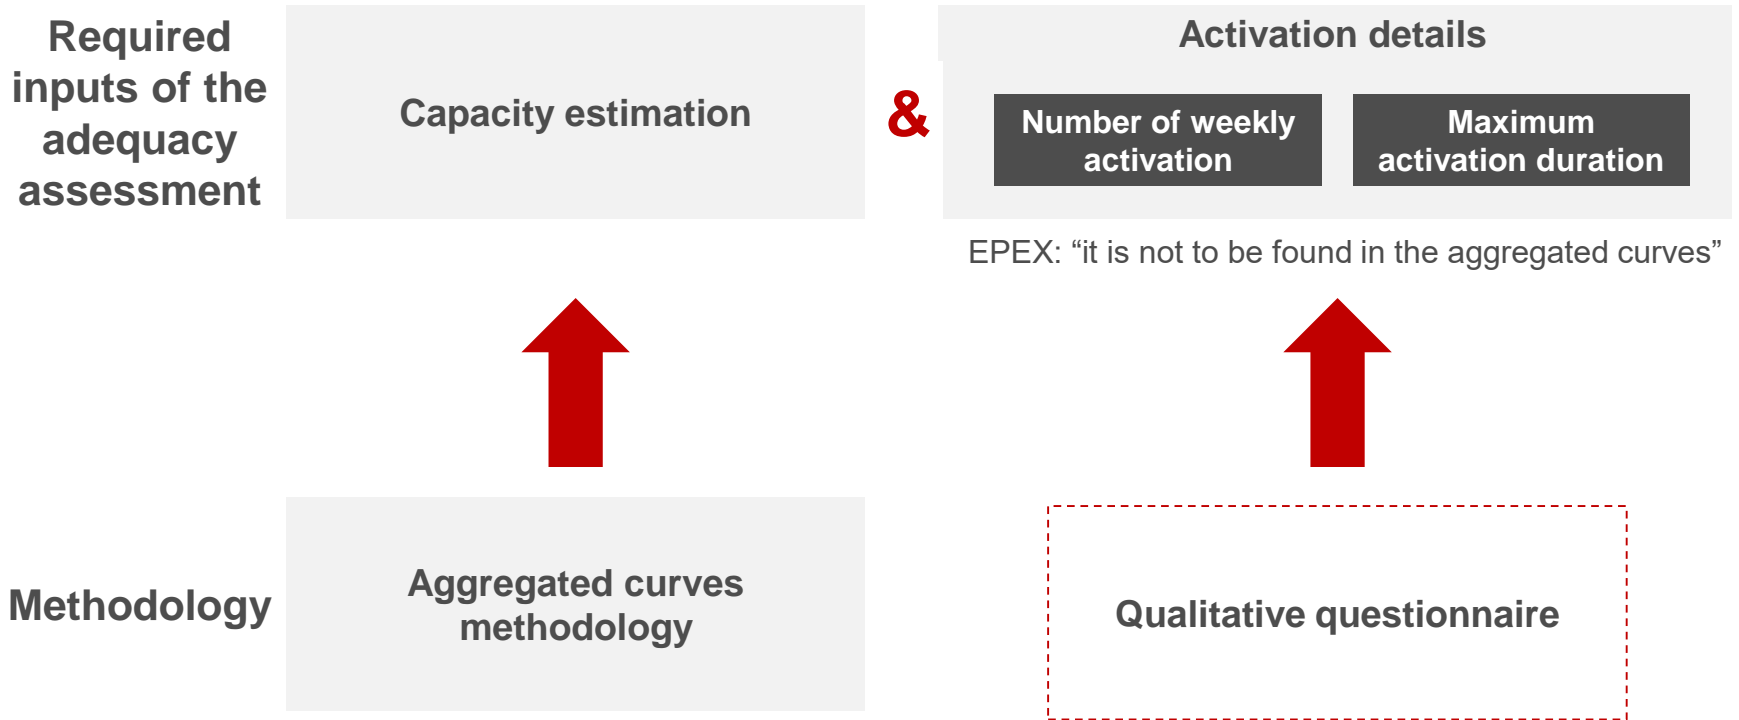 Required
inputs of the
adequacy
assessment
Capacity estimation
&
Activation details
Number of weekly
activation
Maximum
activation duration
EPEX: “it is not to be found in the aggregated curves”
Methodology
Aggregated curves
methodology
Qualitative questionnaire